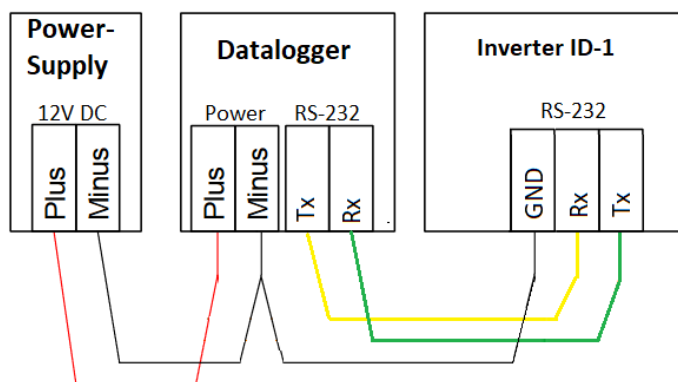 Power-
Supply
12V DC
Plus
Minus
Datalogger
Power
RS-232
Plus
Minus
Tx
Rx
Inverter ID-1
RS-232
GND
Rx
Tx